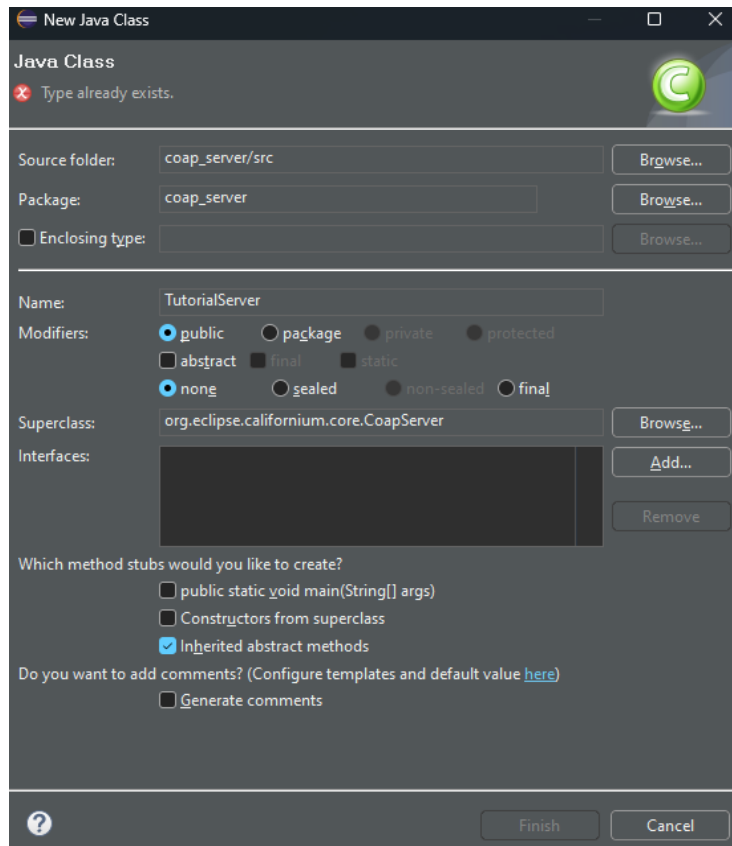 New Java Class
Java Class
Type already exists.
Source folder: coap_server/src Browse...
Package: coap_server Browse...
Enclosing type: Browse...
Name: TutorialServer
Modifiers: public package private protected
abstract final static
none sealed non-sealed final
Superclass: org.eclipse.californium.core.CoapServer Browse...
Interfaces: Add...
Remove
Which method stubs would you like to create?
public static void main(String[] args)
Constructors from superclass
Inherited abstract methods
Do you want to add comments? (Configure templates and default value here)
Generate comments
? Finish Cancel